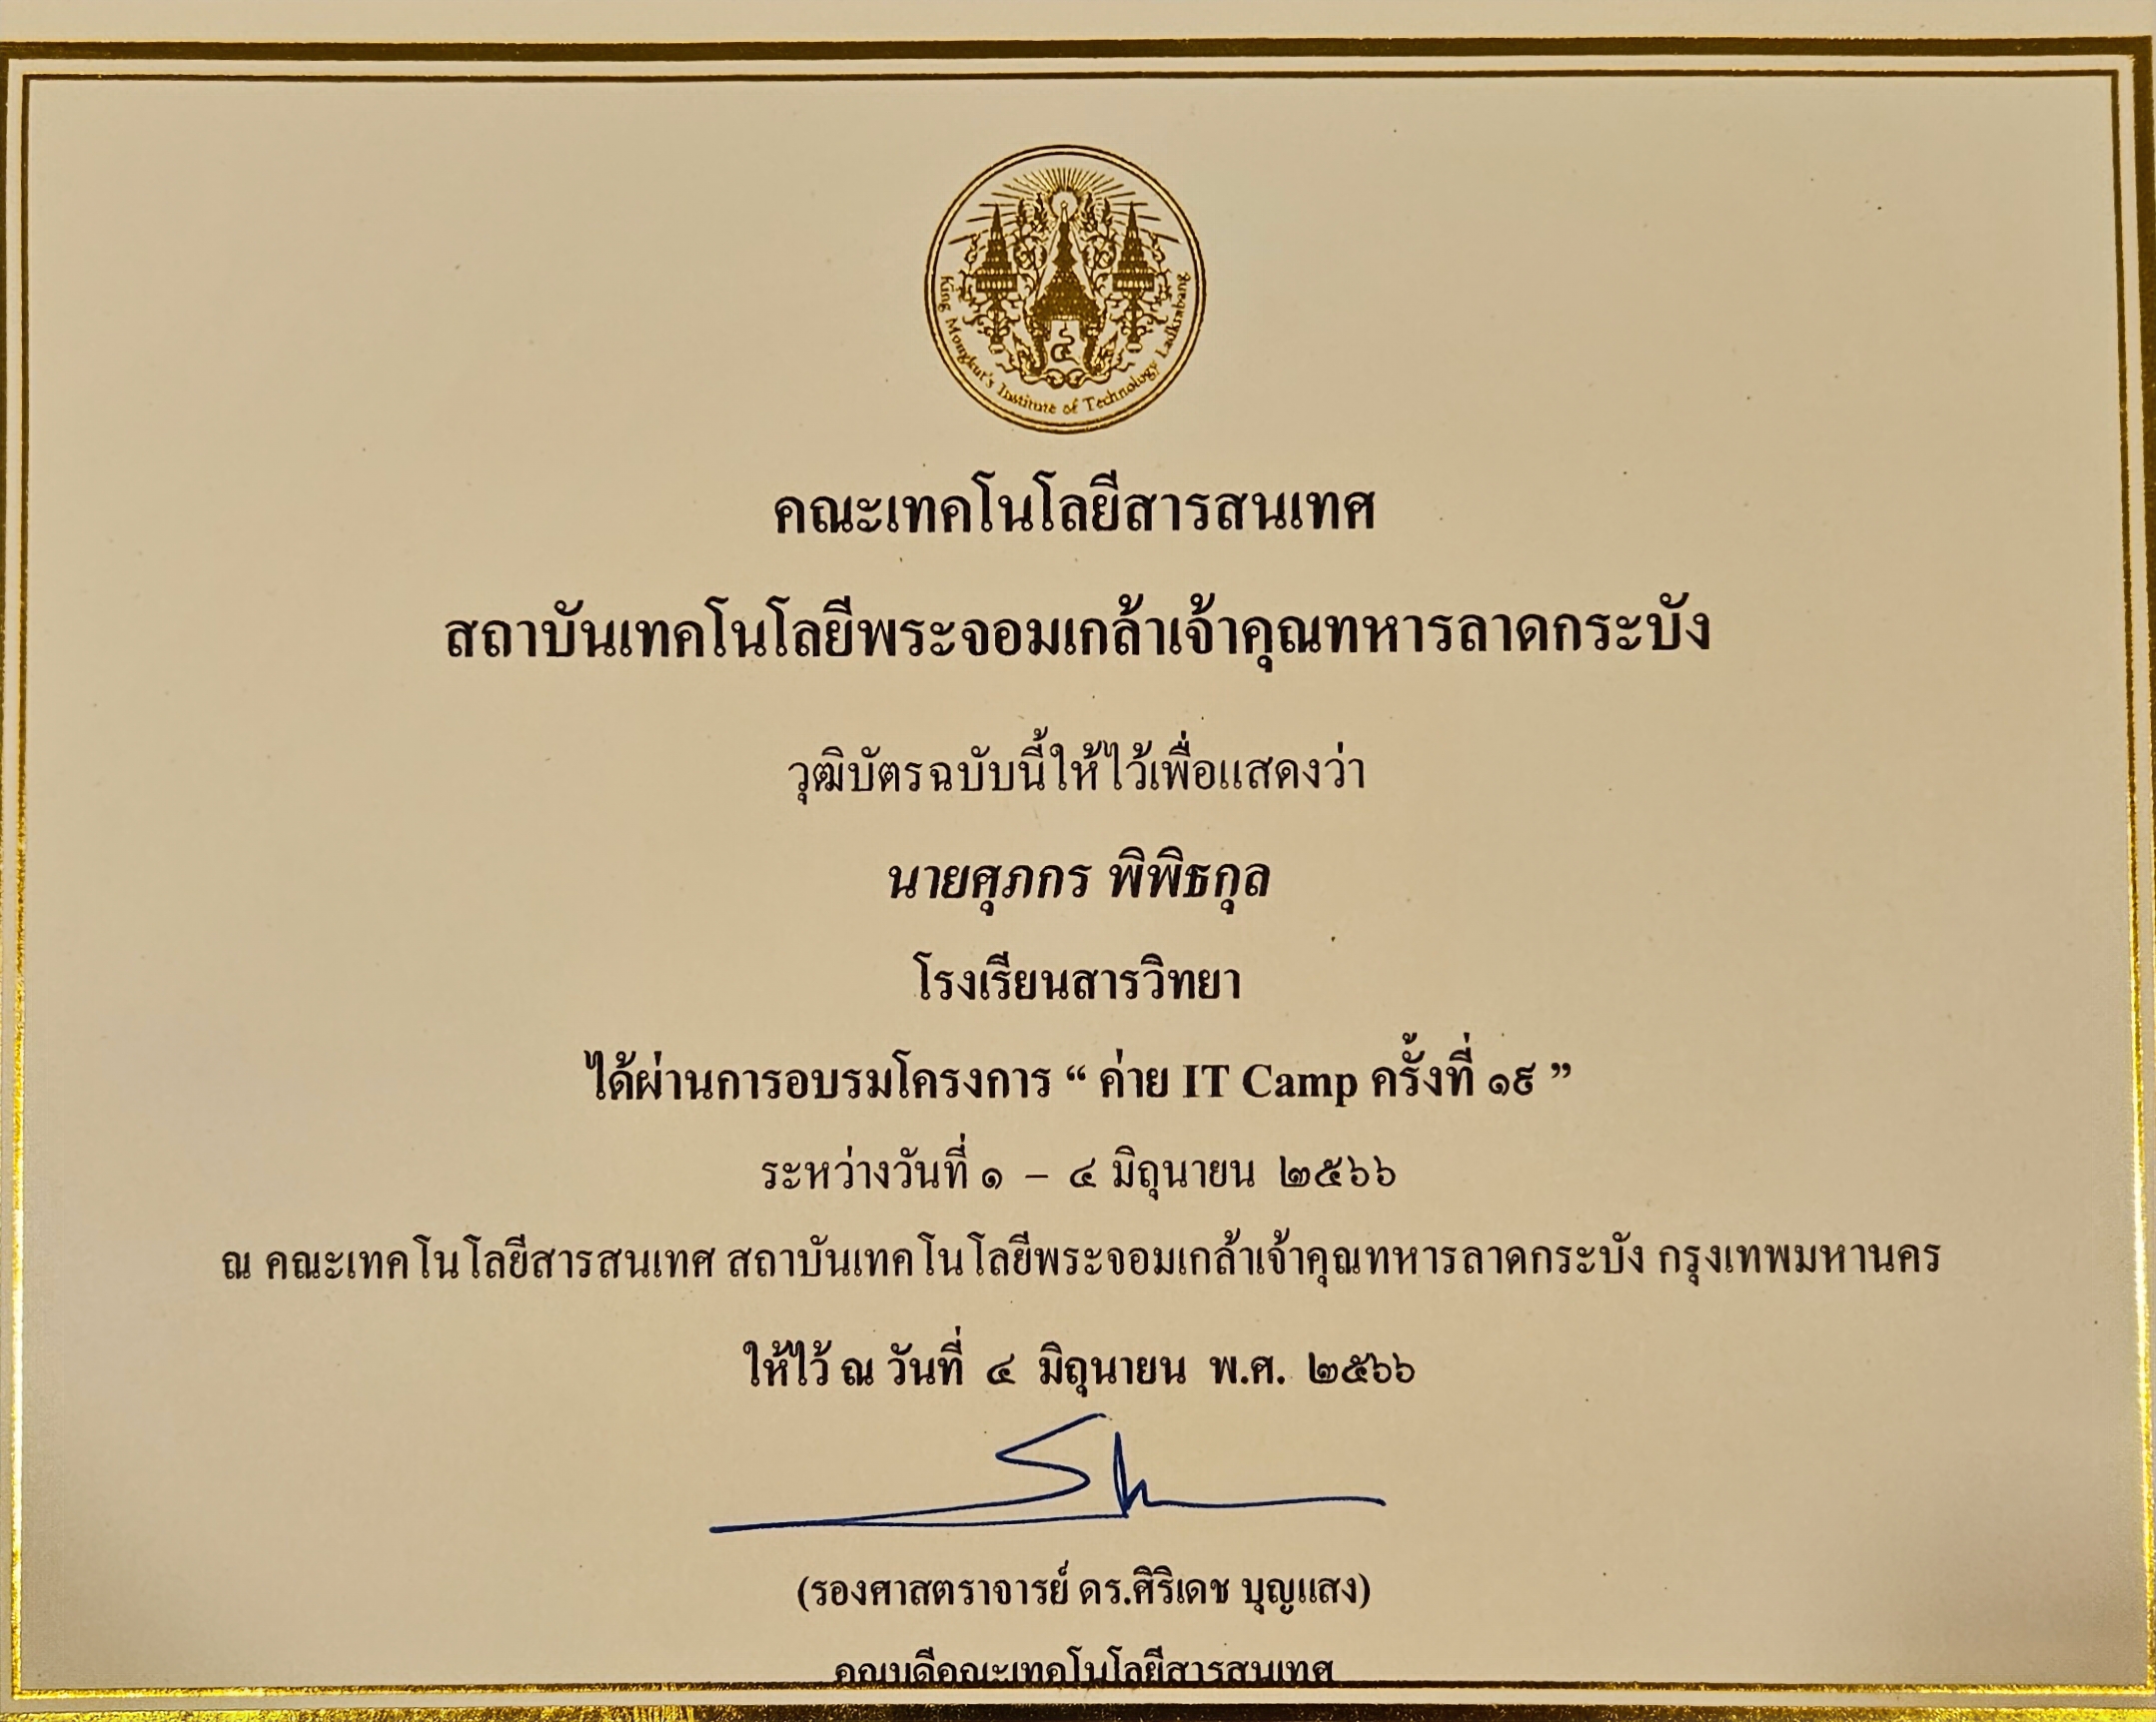 King Mongkut's Institute of Technology Ladkrabang
๔
คณะเทคโนโลยีสารสนเทศ
สถาบันเทคโนโลยีพระจอมเกล้าเจ้าคุณทหารลาดกระบัง
วุฒิบัตรฉบับนี้ให้ไว้เพื่อแสดงว่า
นายศุภกร พิพิธกุล
โรงเรียนสารวิทยา
ได้ผ่านการอบรมโครงการ “ ค่าย IT Camp ครั้งที่ ๑๙ ”
ระหว่างวันที่ ๑ – ๔ มิถุนายน ๒๕๖๖
ณ คณะเทคโนโลยีสารสนเทศ สถาบันเทคโนโลยีพระจอมเกล้าเจ้าคุณทหารลาดกระบัง กรุงเทพมหานคร
ให้ไว้ ณ วันที่ ๔ มิถุนายน พ.ศ. ๒๕๖๖
(รองศาสตราจารย์ ดร.ศิริเดช บุญแสง)
คณบดีคณะเทคโนโลยีสารสนเทศ